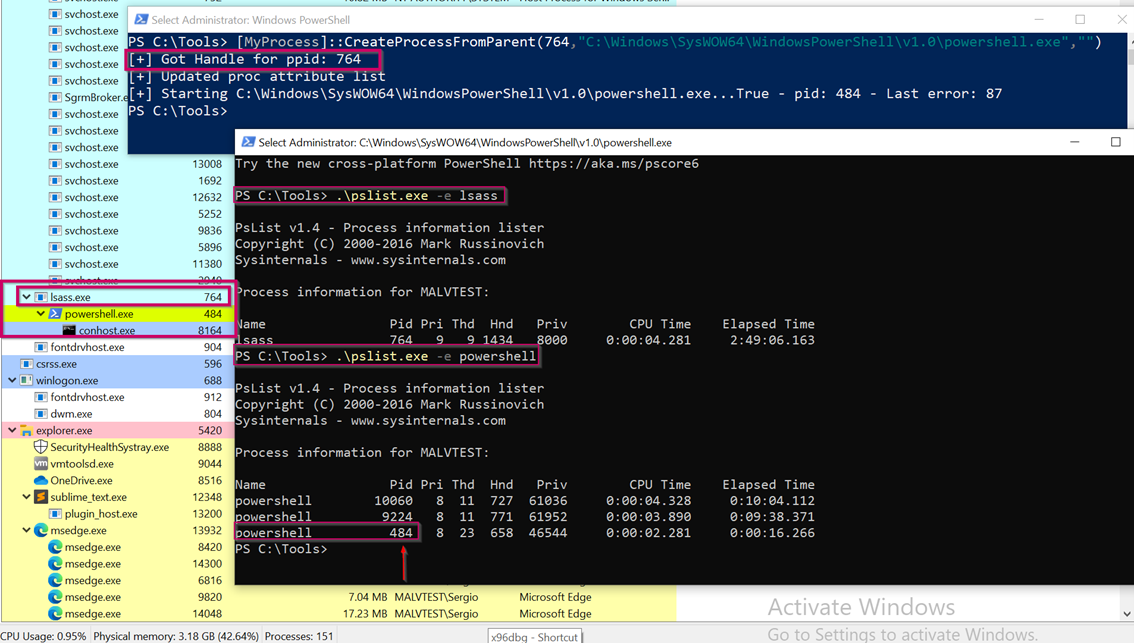 svchost.exe
Select Administrator: Windows PowerShell
svchost.exe
PS C:\Tools> [MyProcess]::CreateProcessFromParent(764,"C:\Windows\SysWOW64\WindowsPowerShell\v1.0\powershell.exe","")
svchost.exe
[+] Got Handle for ppid: 764
svchost.exe
[+] Updated proc attribute list
SgrmBroker.e
[+] Starting C:\Windows\SysWOW64\WindowsPowerShell\v1.0\powershell.exe...True - pid: 484 - Last error: 87
svchost.exe
PS C:\Tools>
svchost.exe
svchost.exe
Select Administrator: C:\Windows\SysWOW64\WindowsPowerShell\v1.0\powershell.exe
svchost.exe 13008
Try the new cross-platform PowerShell https://aka.ms/pscore6
svchost.exe 1692
svchost.exe 12632
PS C:\Tools> .\pslist.exe -e lsass
svchost.exe 5252
svchost.exe 9836
PsList v1.4 - Process information lister
svchost.exe 5896
Copyright (C) 2000-2016 Mark Russinovich
svchost.exe 11380
Sysinternals - www.sysinternals.com
svchost.exe 2940
lsass.exe 764
Process information for MALVTEST:
powershell.exe 484
Name Pid Pri Thd Hnd Priv CPU Time Elapsed Time
conhost.exe 8164
lsass 764 9 9 1434 8000 0:00:04.281 2:49:06.163
fontdrvhost.exe 904
PS C:\Tools> .\pslist.exe -e powershell
csrss.exe 596
winlogon.exe 688
PsList v1.4 - Process information lister
fontdrvhost.exe 912
Copyright (C) 2000-2016 Mark Russinovich
dwm.exe 804
Sysinternals - www.sysinternals.com
explorer.exe 5420
SecurityHealthSystray.exe 8888
Process information for MALVTEST:
vmtoolsd.exe 9044
OneDrive.exe 8516
Name Pid Pri Thd Hnd Priv CPU Time Elapsed Time
sublime_text.exe 12348
powershell 10060 8 11 727 61036 0:00:04.328 0:10:04.112
plugin_host.exe 13200
powershell 9224 8 11 771 61952 0:00:03.890 0:09:38.371
msedge.exe 13932
powershell 484 8 23 658 46544 0:00:02.281 0:00:16.266
msedge.exe 8420
PS C:\Tools>
msedge.exe 14300
msedge.exe 6816
msedge.exe 9820 7.04 MB MALVTEST\Sergio Microsoft Edge
msedge.exe 14048 17.23 MB MALVTEST\Sergio Microsoft Edge
Activate Windows
Go to Settings to activate Windows.
CPU Usage: 0.95% Physical memory: 3.18 GB (42.64%) Processes: 151
x96dbg - Shortcut